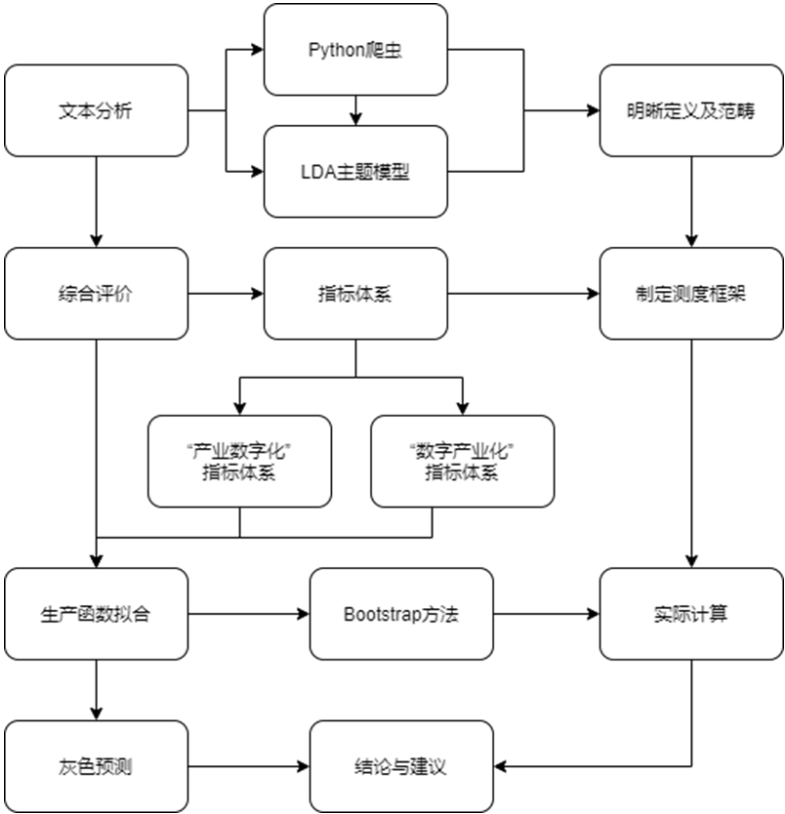 Python爬虫
文本分析
明晰定义及范畴
LDA主题模型
综合评价
指标体系
制定测度框架
“产业数字化”
指标体系
“数字产业化”
指标体系
生产函数拟合
Bootstrap方法
实际计算
灰色预测
结论与建议